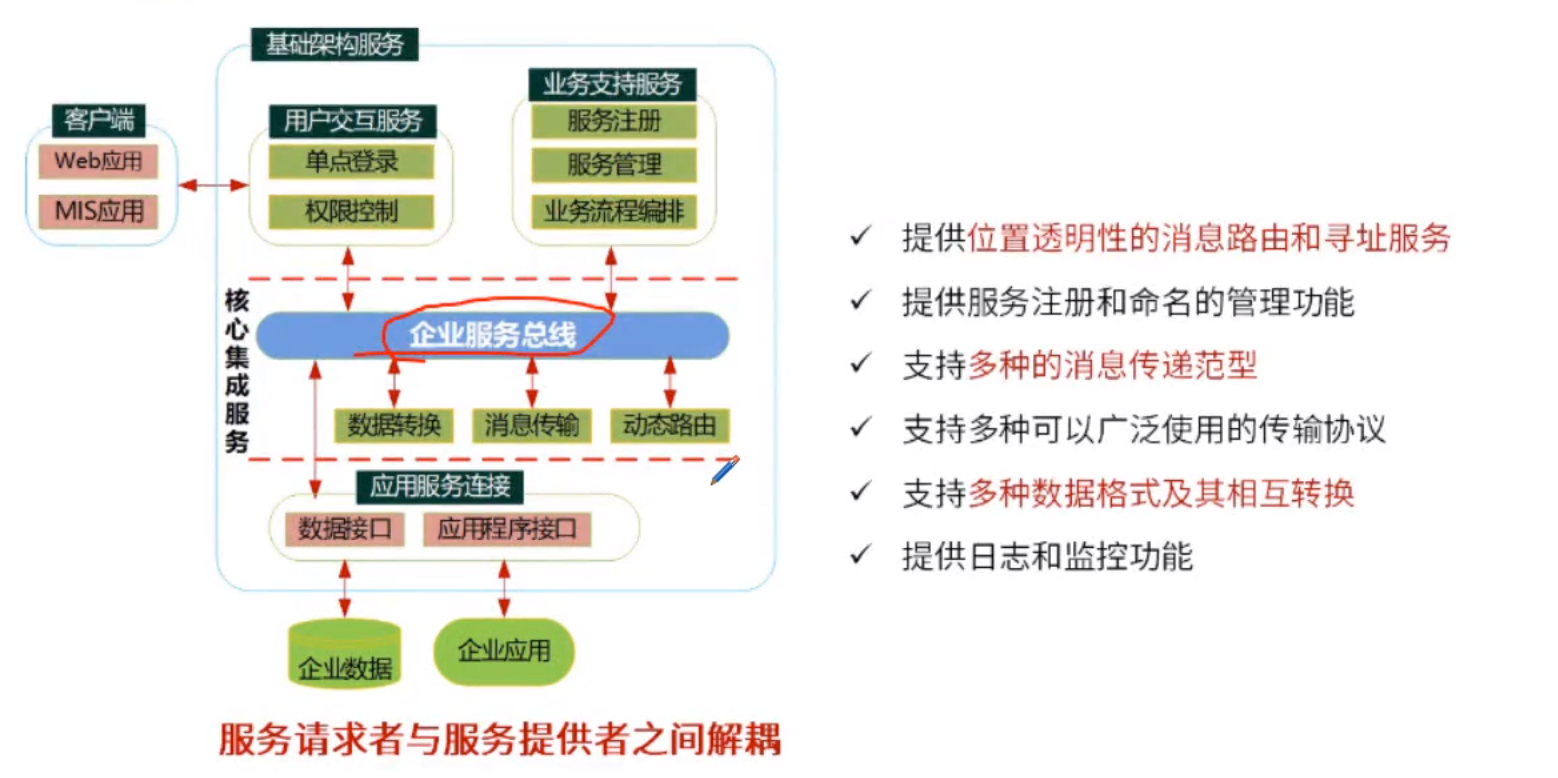 基础架构服务
客户端
Web应用
MIS应用
用户交互服务
单点登录
权限控制
业务支持服务
服务注册
服务管理
业务流程编排
核心集成服务
企业服务总线
数据转换
消息传输
动态路由
应用服务连接
数据接口
应用程序接口
企业数据
企业应用
服务请求者与服务提供者之间解耦
✓ 提供位置透明性的消息路由和寻址服务
✓ 提供服务注册和命名的管理功能
✓ 支持多种的消息传递范型
✓ 支持多种可以广泛使用的传输协议
✓ 支持多种数据格式及其相互转换
✓ 提供日志和监控功能